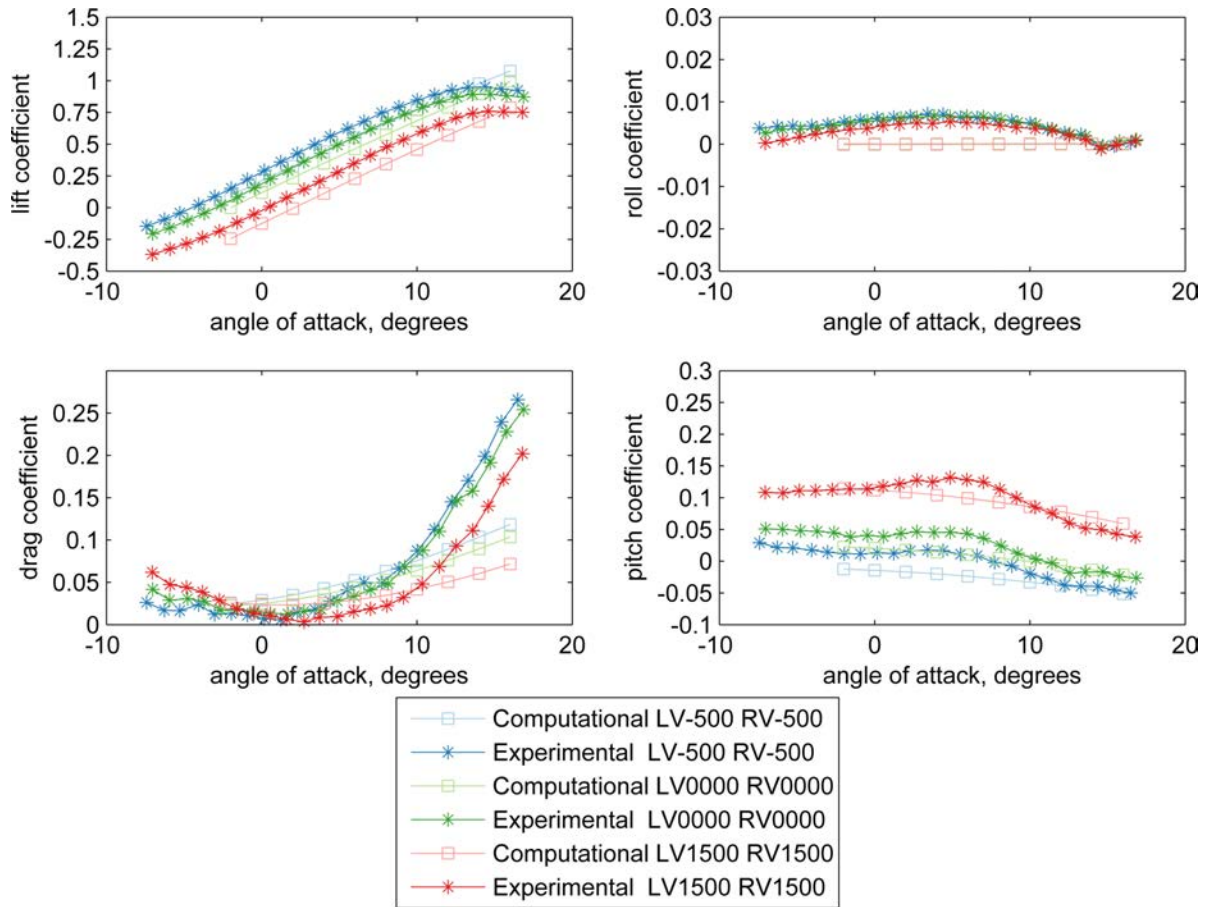 1.5
1.25
1
0.75
0.5
0.25
0
-0.25
-0.5
lift coefficient
-10 0 10 20
angle of attack, degrees
0.03
0.02
0.01
0
-0.01
-0.02
-0.03
roll coefficient
-10 0 10 20
angle of attack, degrees
0.25
0.2
0.15
0.1
0.05
0
drag coefficient
-10 0 10 20
angle of attack, degrees
0.3
0.2
0.15
0.1
0.05
0
-0.05
-0.1
pitch coefficient
-10 0 10 20
angle of attack, degrees
Computational LV-500 RV-500
Experimental LV-500 RV-500
Computational LV0000 RV0000
Experimental LV0000 RV0000
Computational LV1500 RV1500
Experimental LV1500 RV1500